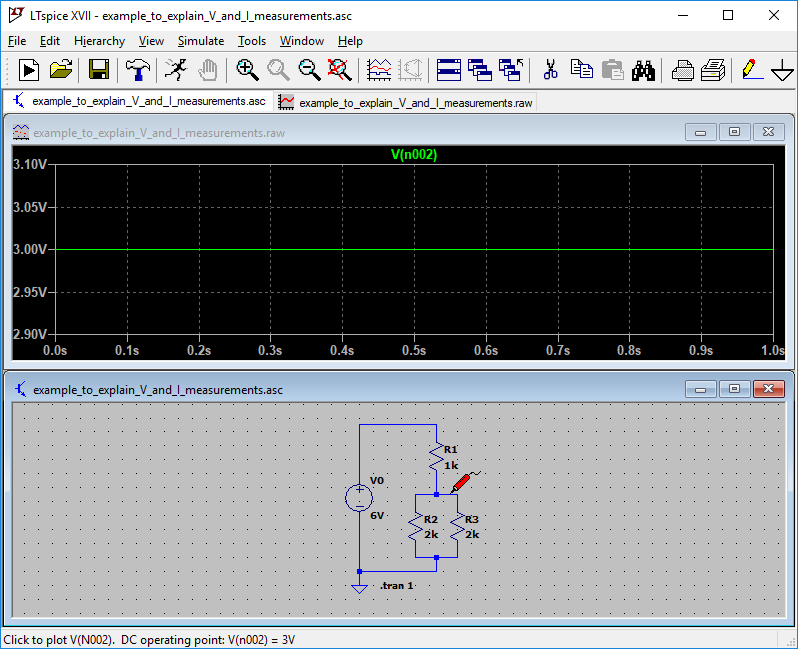 LTspice XVII - example_to_explain_V_and_I_measurements.asc
File Edit Hierarchy View Simulate Tools Window Help
example_to_explain_V_and_I_measurements.asc example_to_explain_V_and_I_measurements.raw
example_to_explain_V_and_I_measurements.raw
V(n002)
3.10V
3.05V
3.00V
2.95V
2.90V
0.0s 0.1s 0.2s 0.3s 0.4s 0.5s 0.6s 0.7s 0.8s 0.9s 1.0s
example_to_explain_V_and_I_measurements.asc
R1
1k
V0
6V
R2 R3
2k 2k
.tran 1
Click to plot V(N002). DC operating point: V(n002) = 3V